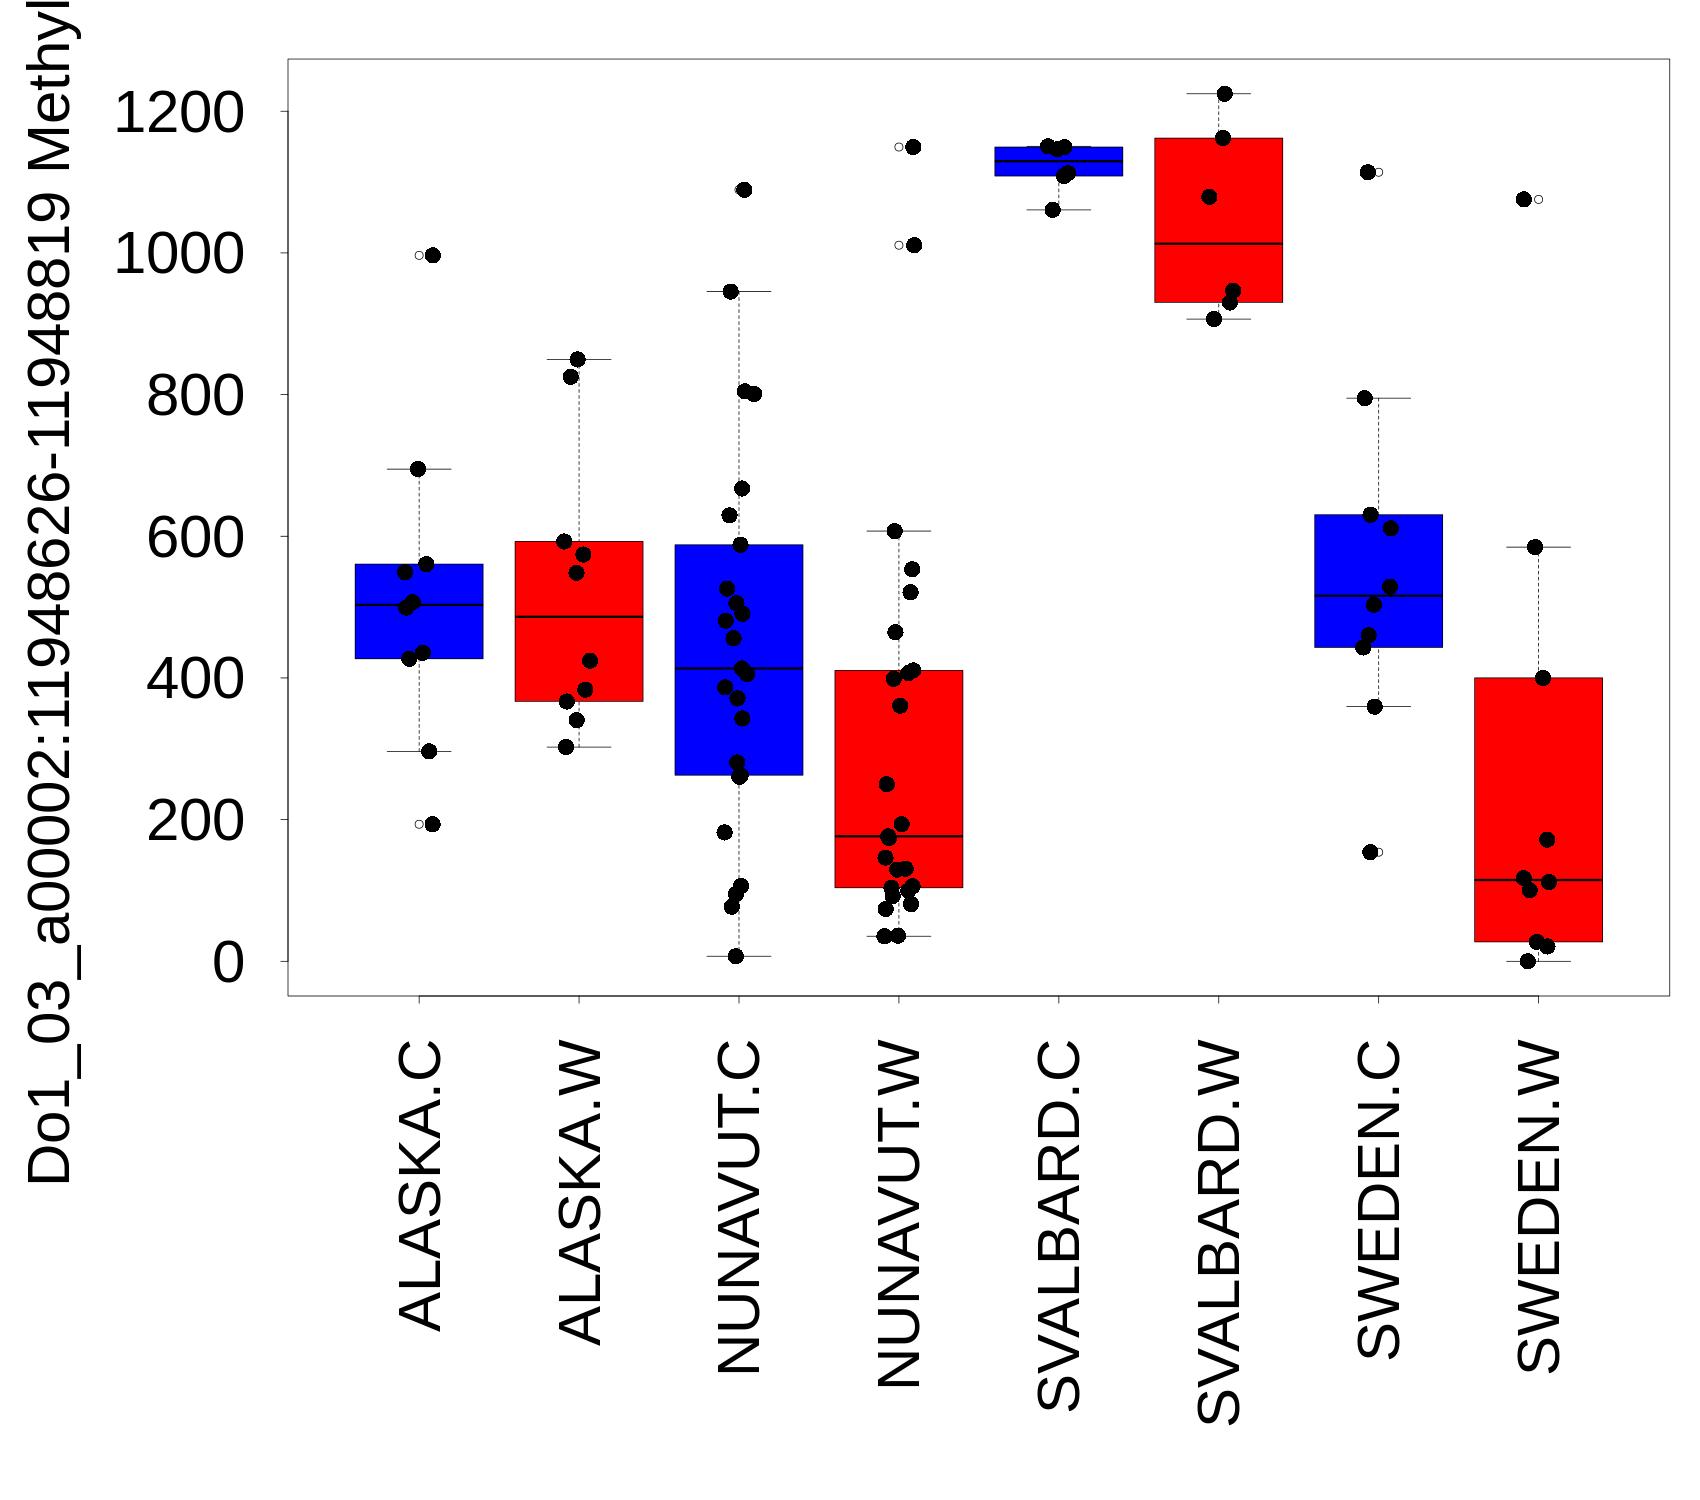 Do1_03_a00002:11948626-11948819 Methyl
1200
1000
800
600
400
200
0
ALASKA.C
ALASKA.W
NUNAVUT.C
NUNAVUT.W
SVALBARD.C
SVALBARD.W
SWEDEN.C
SWEDEN.W